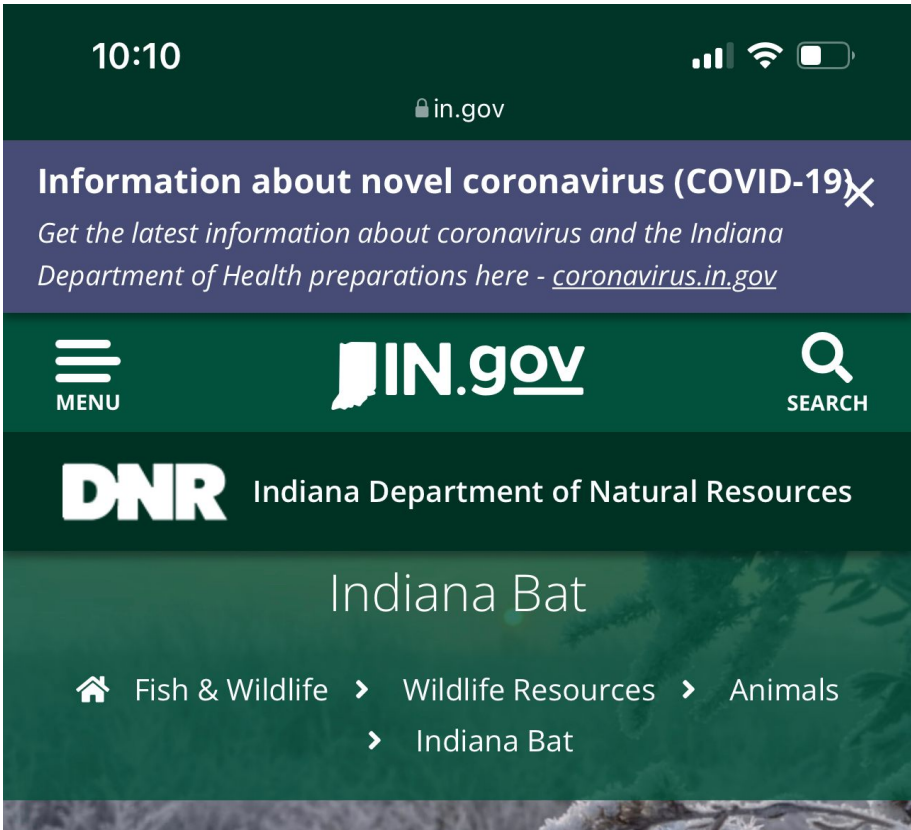 10:10
in.gov
Information about novel coronavirus (COVID-19)
Get the latest information about coronavirus and the Indiana
Department of Health preparations here - coronavirus.in.gov
MENU
IN.gov
SEARCH
DNR Indiana Department of Natural Resources
Indiana Bat
Fish & Wildlife > Wildlife Resources > Animals
> Indiana Bat